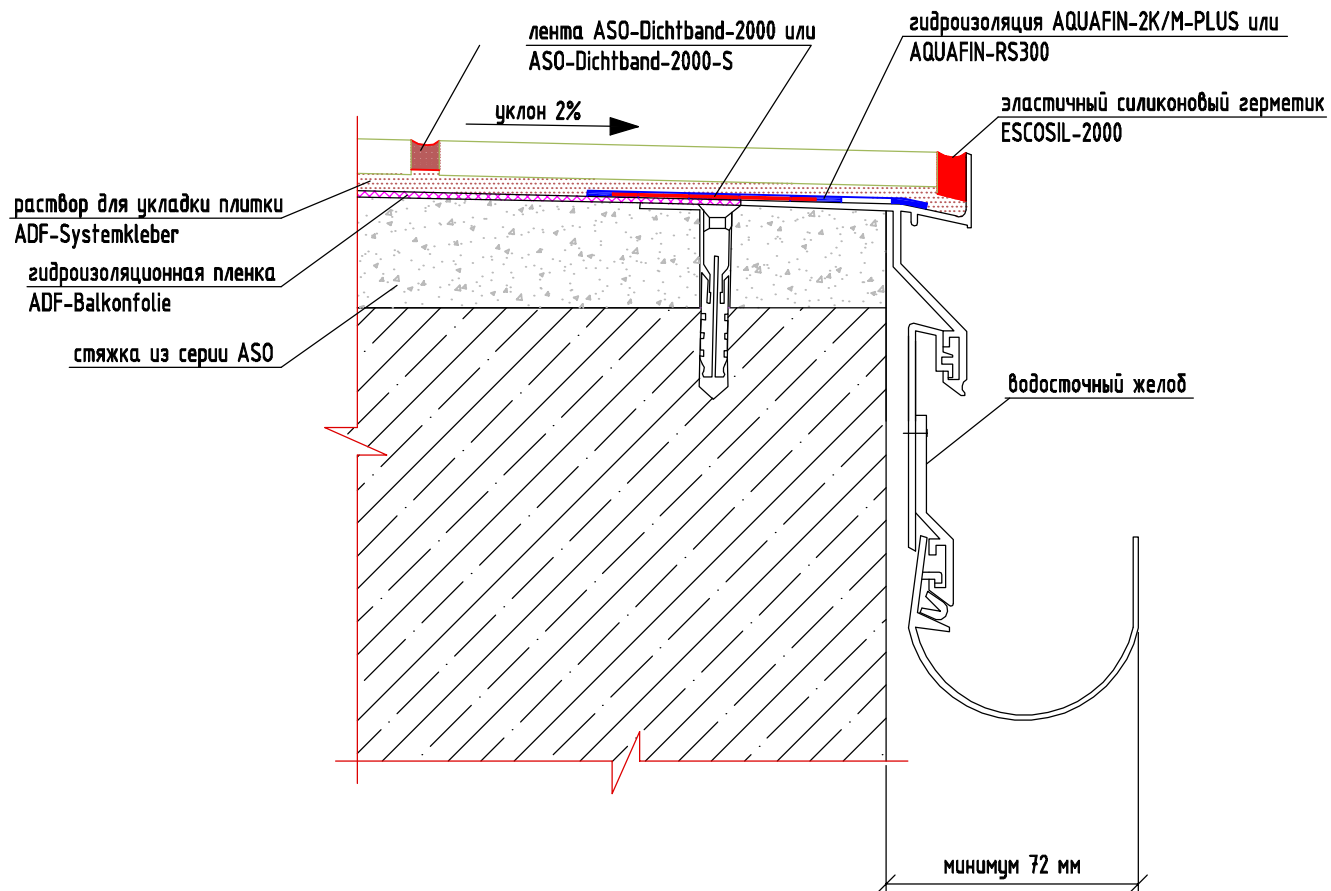 лента ASO-Dichtband-2000 или
ASO-Dichtband-2000-S
гидроизоляция AQUAFIN-2K/M-PLUS или
AQUAFIN-RS300
уклон 2%
эластичный силиконовый герметик
ESCOSIL-2000
раствор для укладки плитки
ADF-Systemkleber
гидроизоляционная пленка
ADF-Balkonfolie
стяжка из серии ASO
водосточный желоб
минимум 72 мм